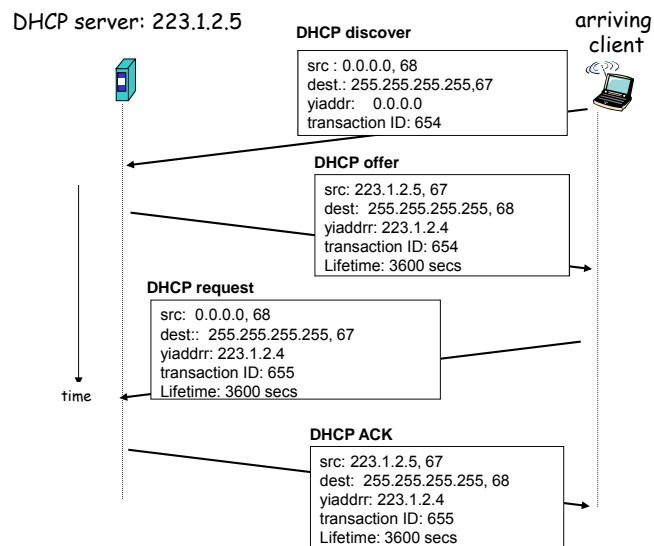 DHCP server: 223.1.2.5
arriving
client
DHCP discover
src : 0.0.0.0, 68
dest.: 255.255.255.255,67
yiaddr: 0.0.0.0
transaction ID: 654
DHCP offer
src: 223.1.2.5, 67
dest: 255.255.255.255, 68
yiaddrr: 223.1.2.4
transaction ID: 654
Lifetime: 3600 secs
DHCP request
src: 0.0.0.0, 68
dest:: 255.255.255.255, 67
yiaddrr: 223.1.2.4
transaction ID: 655
Lifetime: 3600 secs
time
DHCP ACK
src: 223.1.2.5, 67
dest: 255.255.255.255, 68
yiaddrr: 223.1.2.4
transaction ID: 655
Lifetime: 3600 secs